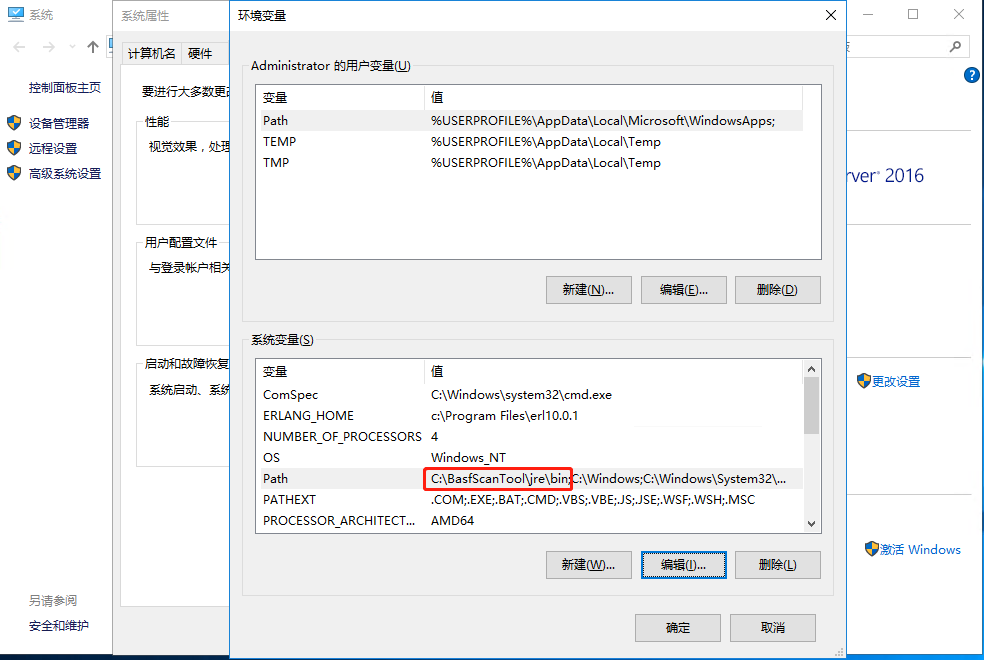 系统
系统属性
环境变量
控制面板主页
设备管理器
远程设置
高级系统设置
另请参阅
安全和维护
计算机名
硬件
要进行大多数更改
性能
视觉效果，处理
用户配置文件
与登录帐户相关
启动和故障恢复
系统启动、系统
Administrator 的用户变量(U)
变量 值
Path %USERPROFILE%\AppData\Local\Microsoft\WindowsApps;
TEMP %USERPROFILE%\AppData\Local\Temp
TMP %USERPROFILE%\AppData\Local\Temp
新建(N)... 编辑(E)... 删除(D)
系统变量(S)
变量 值
ComSpec C:\Windows\system32\cmd.exe
ERLANG_HOME c:\Program Files\erl10.0.1
NUMBER_OF_PROCESSORS 4
OS Windows_NT
Path C:\BasfScanTool\jre\bin;C:\Windows;C:\Windows\System32\...
PATHEXT .COM;.EXE;.BAT;.CMD;.VBS;.VBE;.JS;.JSE;.WSF;.WSH;.MSC
PROCESSOR_ARCHITECT... AMD64
新建(W)... 编辑(I)... 删除(L)
确定 取消
rver® 2016
更改设置
激活 Windows